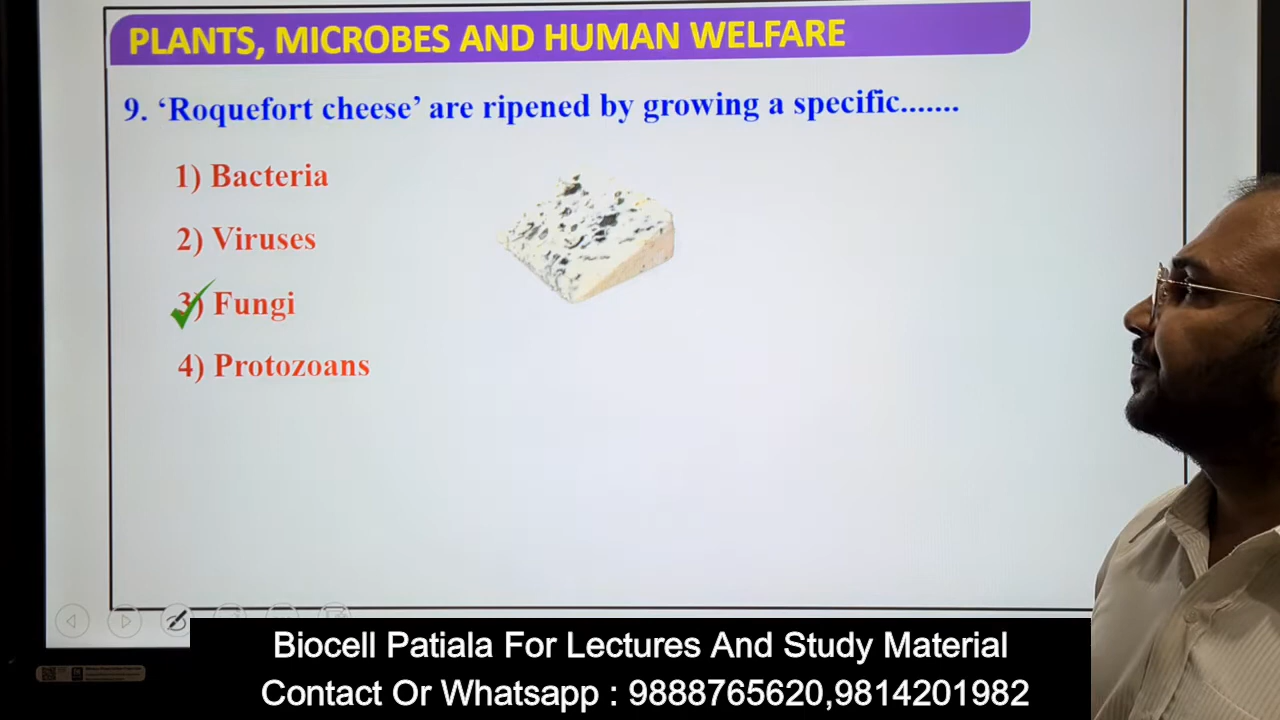 PLANTS, MICROBES AND HUMAN WELFARE
9. ‘Roquefort cheese’ are ripened by growing a specific.......
1) Bacteria
2) Viruses
3) Fungi
4) Protozoans
Biocell Patiala For Lectures And Study Material
Contact Or Whatsapp : 9888765620,9814201982